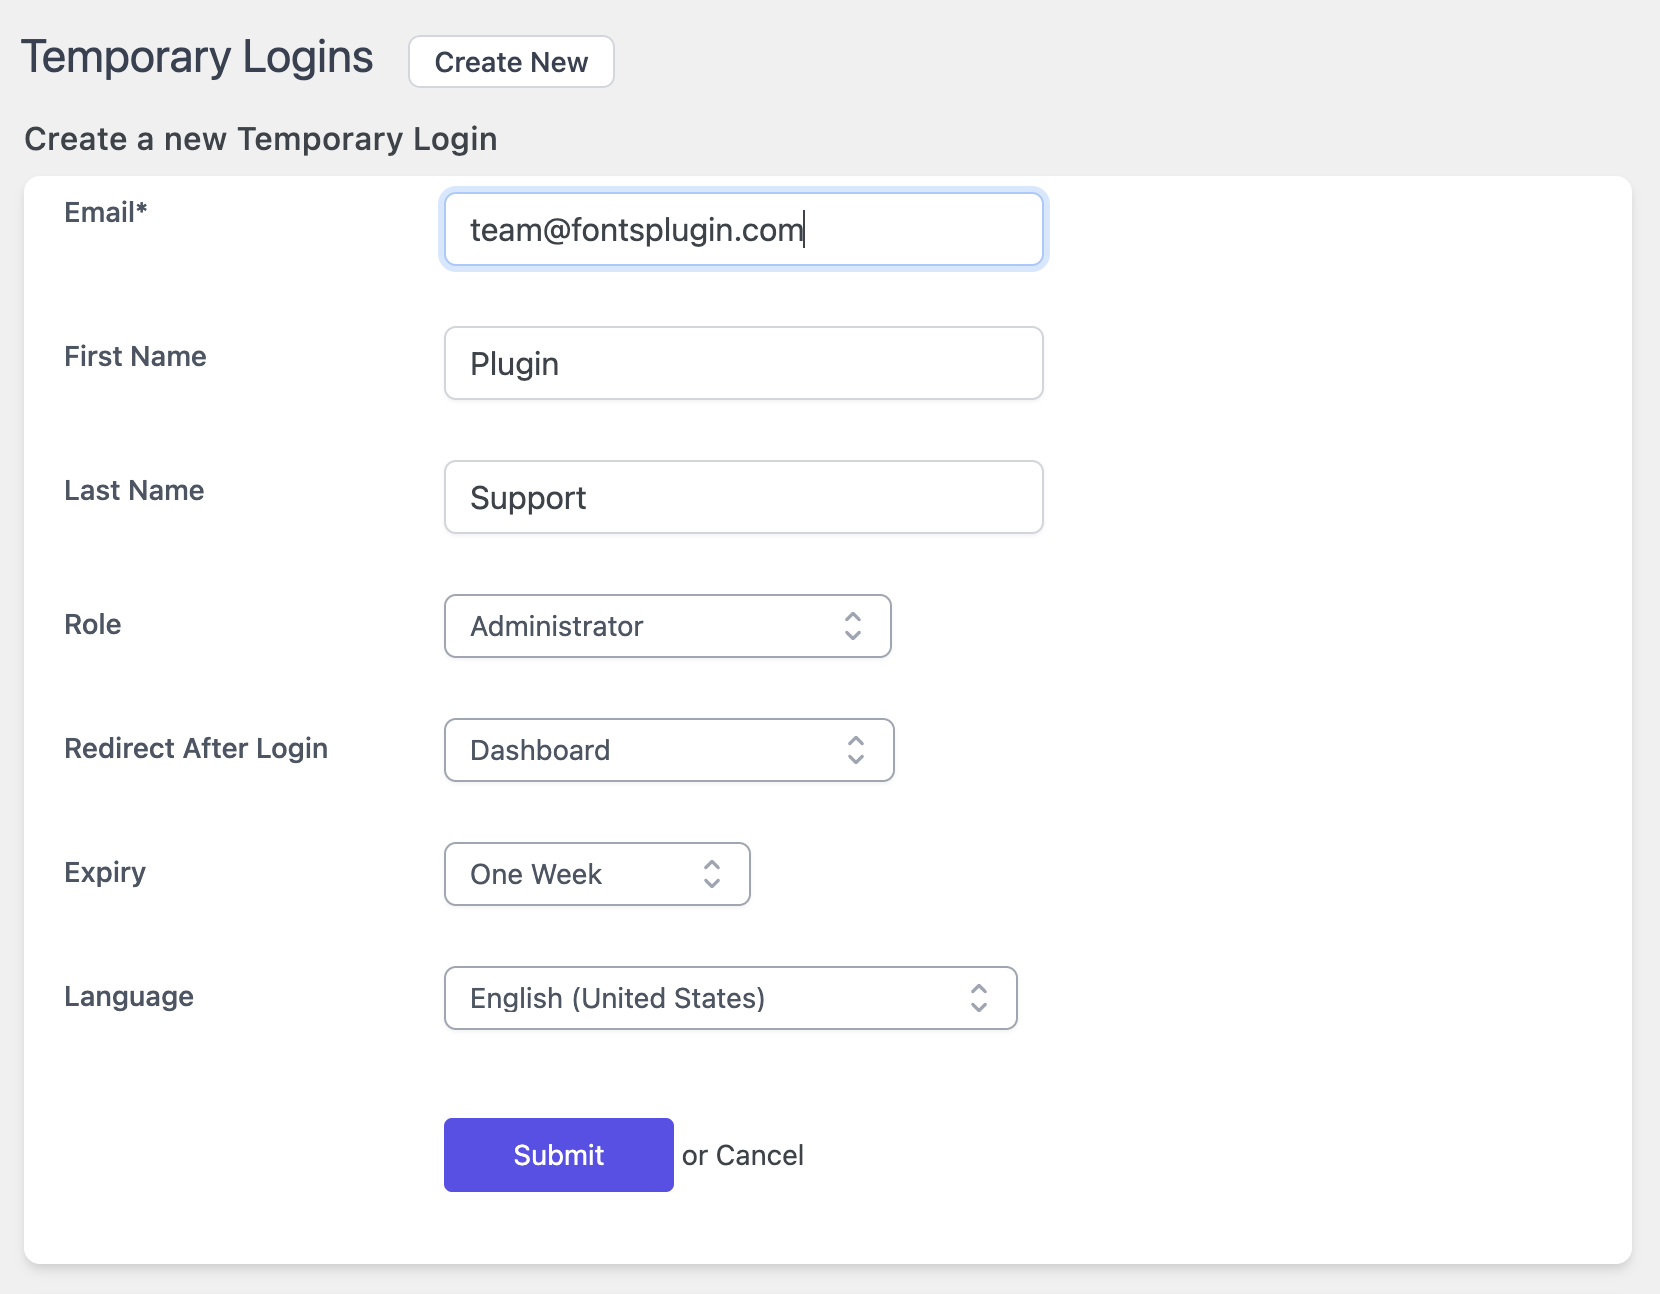 Temporary Logins Create New
Create a new Temporary Login
Email* team@fontsplugin.com
First Name Plugin
Last Name Support
Role Administrator
Redirect After Login Dashboard
Expiry One Week
Language English (United States)
Submit or Cancel